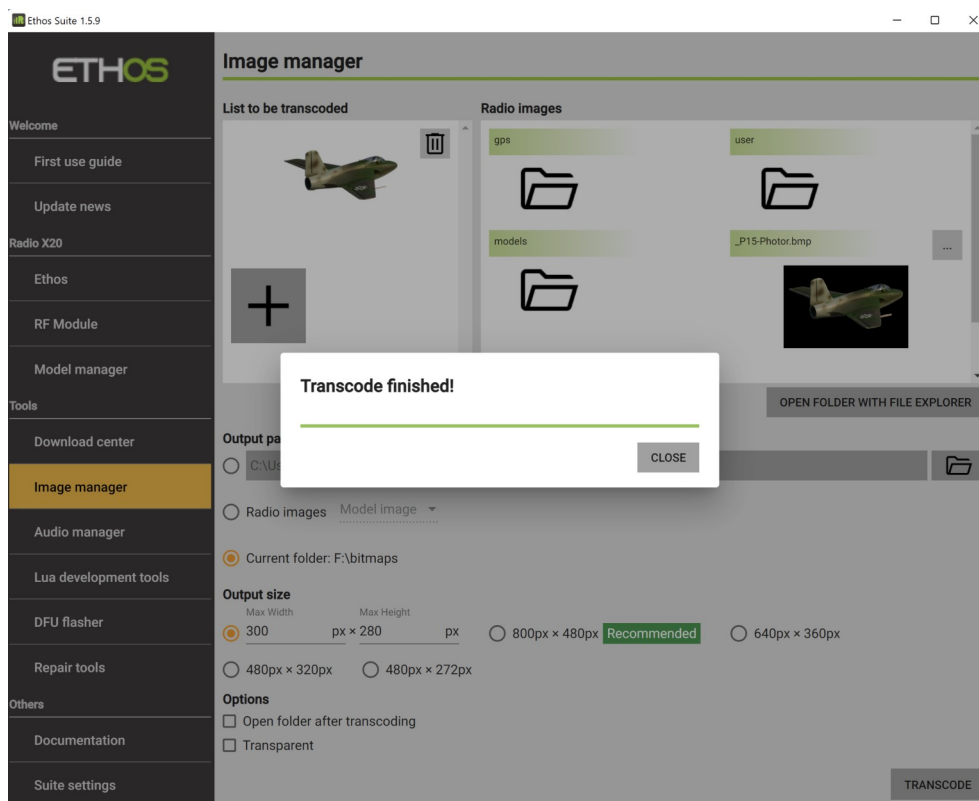 Ethos Suite 1.5.9
ETHOS
Welcome
First use guide
Update news
Radio X20
Ethos
RF Module
Model manager
Tools
Download center
Image manager
Audio manager
Lua development tools
DFU flasher
Repair tools
Others
Documentation
Suite settings
Image manager
List to be transcoded
Radio images
gps
user
models
_P15-Photor.bmp
...
Transcode finished!
CLOSE
OPEN FOLDER WITH FILE EXPLORER
Output pa
C:\Us
Radio images Model image
Current folder: F:\bitmaps
Output size
Max Width Max Height
300 px × 280 px 800px × 480px Recommended 640px × 360px
480px × 320px 480px × 272px
Options
Open folder after transcoding
Transparent
TRANSCODE